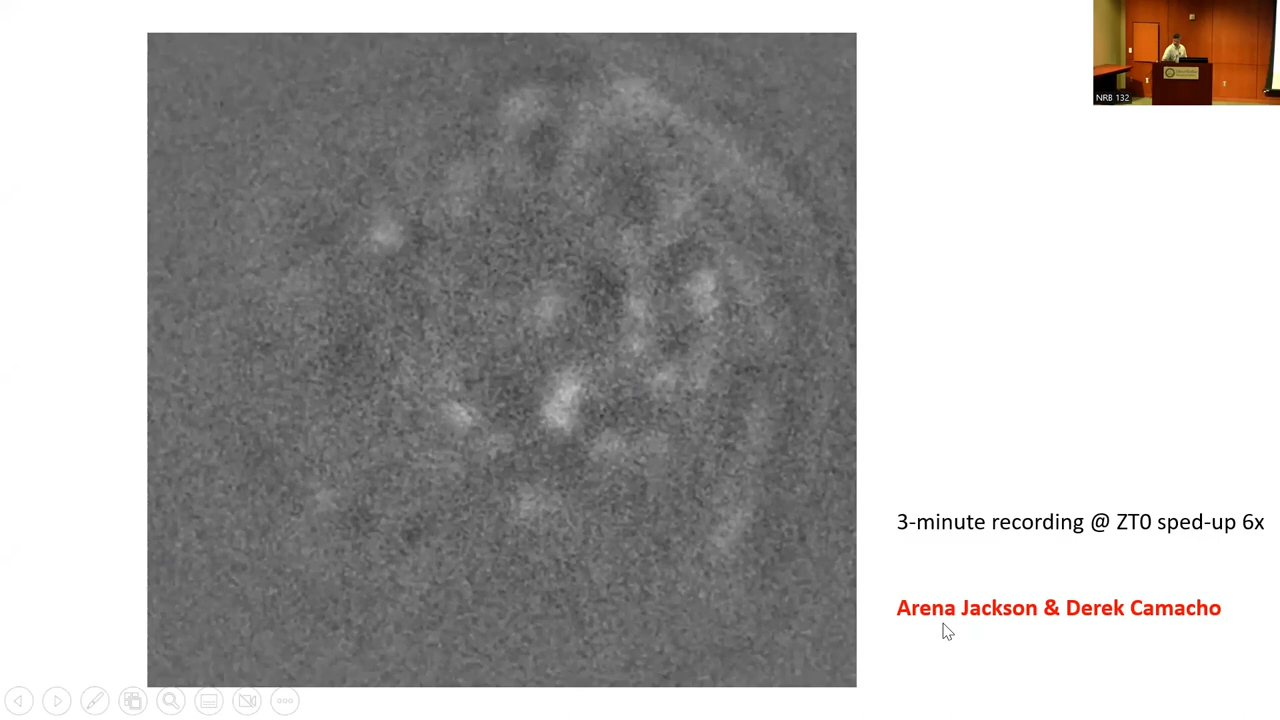 NRB 132
3-minute recording @ ZT0 sped-up 6x
Arena Jackson & Derek Camacho